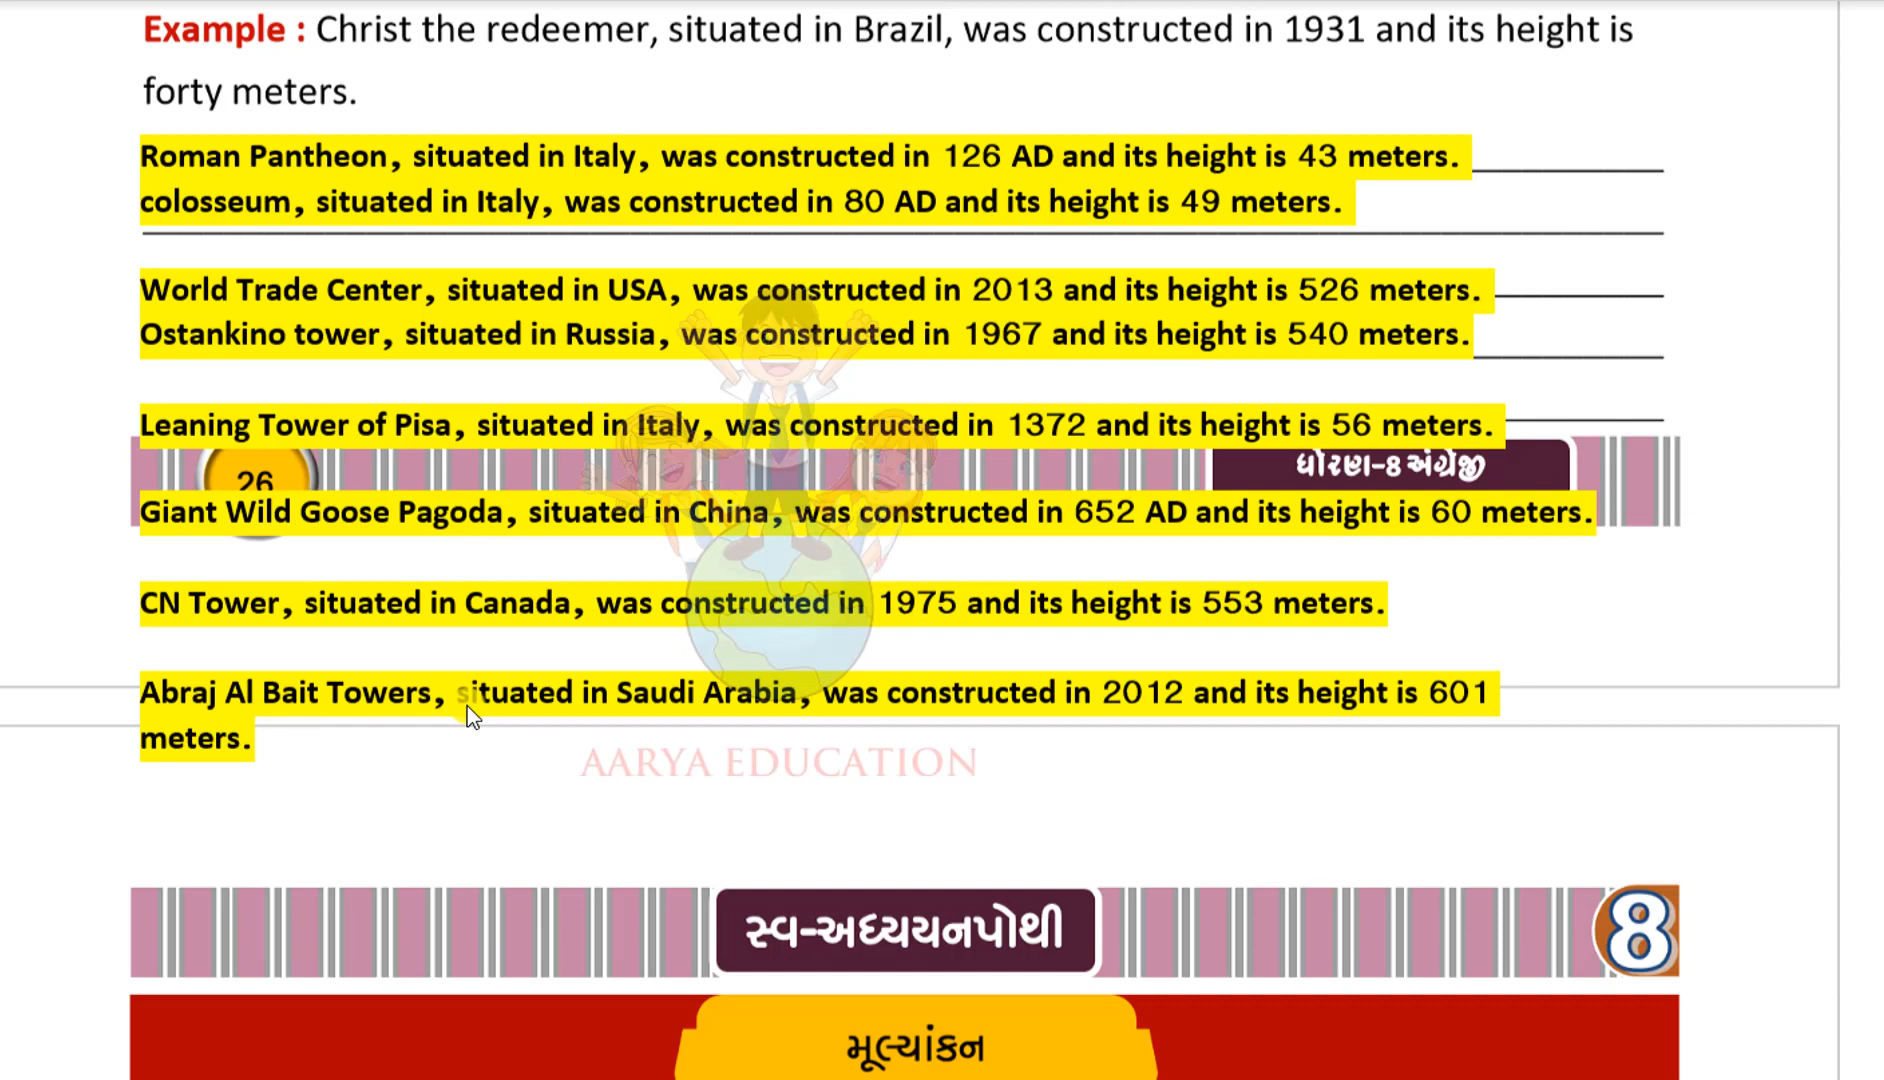 Example : Christ the redeemer, situated in Brazil, was constructed in 1931 and its height is
forty meters.
Roman Pantheon, situated in Italy, was constructed in 126 AD and its height is 43 meters.
colosseum, situated in Italy, was constructed in 80 AD and its height is 49 meters.
World Trade Center, situated in USA, was constructed in 2013 and its height is 526 meters.
Ostankino tower, situated in Russia, was constructed in 1967 and its height is 540 meters.
Leaning Tower of Pisa, situated in Italy, was constructed in 1372 and its height is 56 meters.
26
ધોરણ-8 અંગ્રેજી
Giant Wild Goose Pagoda, situated in China, was constructed in 652 AD and its height is 60 meters.
CN Tower, situated in Canada, was constructed in 1975 and its height is 553 meters.
Abraj Al Bait Towers, situated in Saudi Arabia, was constructed in 2012 and its height is 601
meters.
AARYA EDUCATION
સ્વ-અધ્યયનપોથી
8
મૂલ્યાંકન